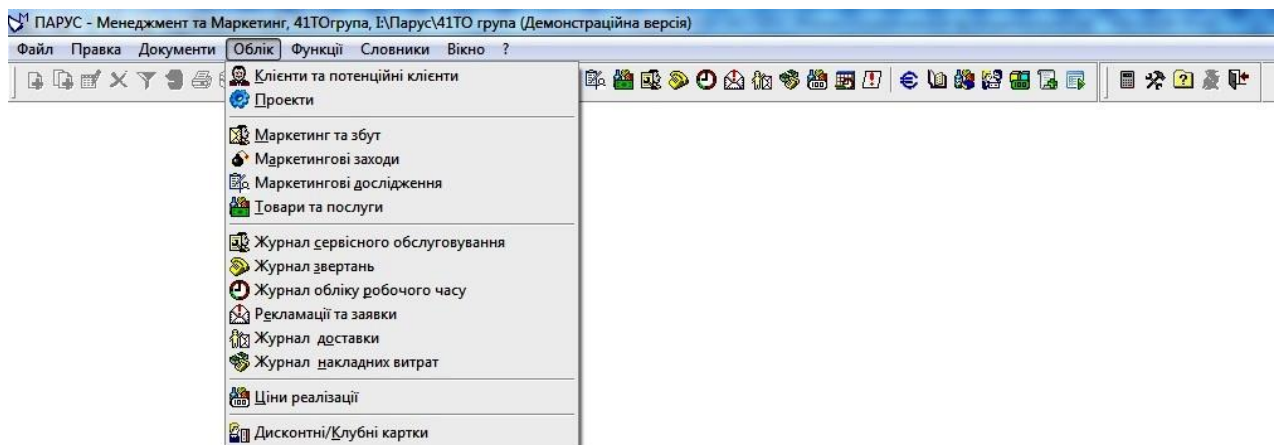 ПАРУС - Менеджмент та Маркетинг, 41ТОгрупа, I:\Парус\41ТО група (Демонстраційна версія)
Файл Правка Документи Облік Функції Словники Вікно ?
Клієнти та потенційні клієнти
Проекти
Маркетинг та збут
Маркетингові заходи
Маркетингові дослідження
Товари та послуги
Журнал сервісного обслуговування
Журнал звертань
Журнал обліку робочого часу
Рекламації та заявки
Журнал доставки
Журнал накладних витрат
Ціни реалізації
Дисконтні/Клубні картки